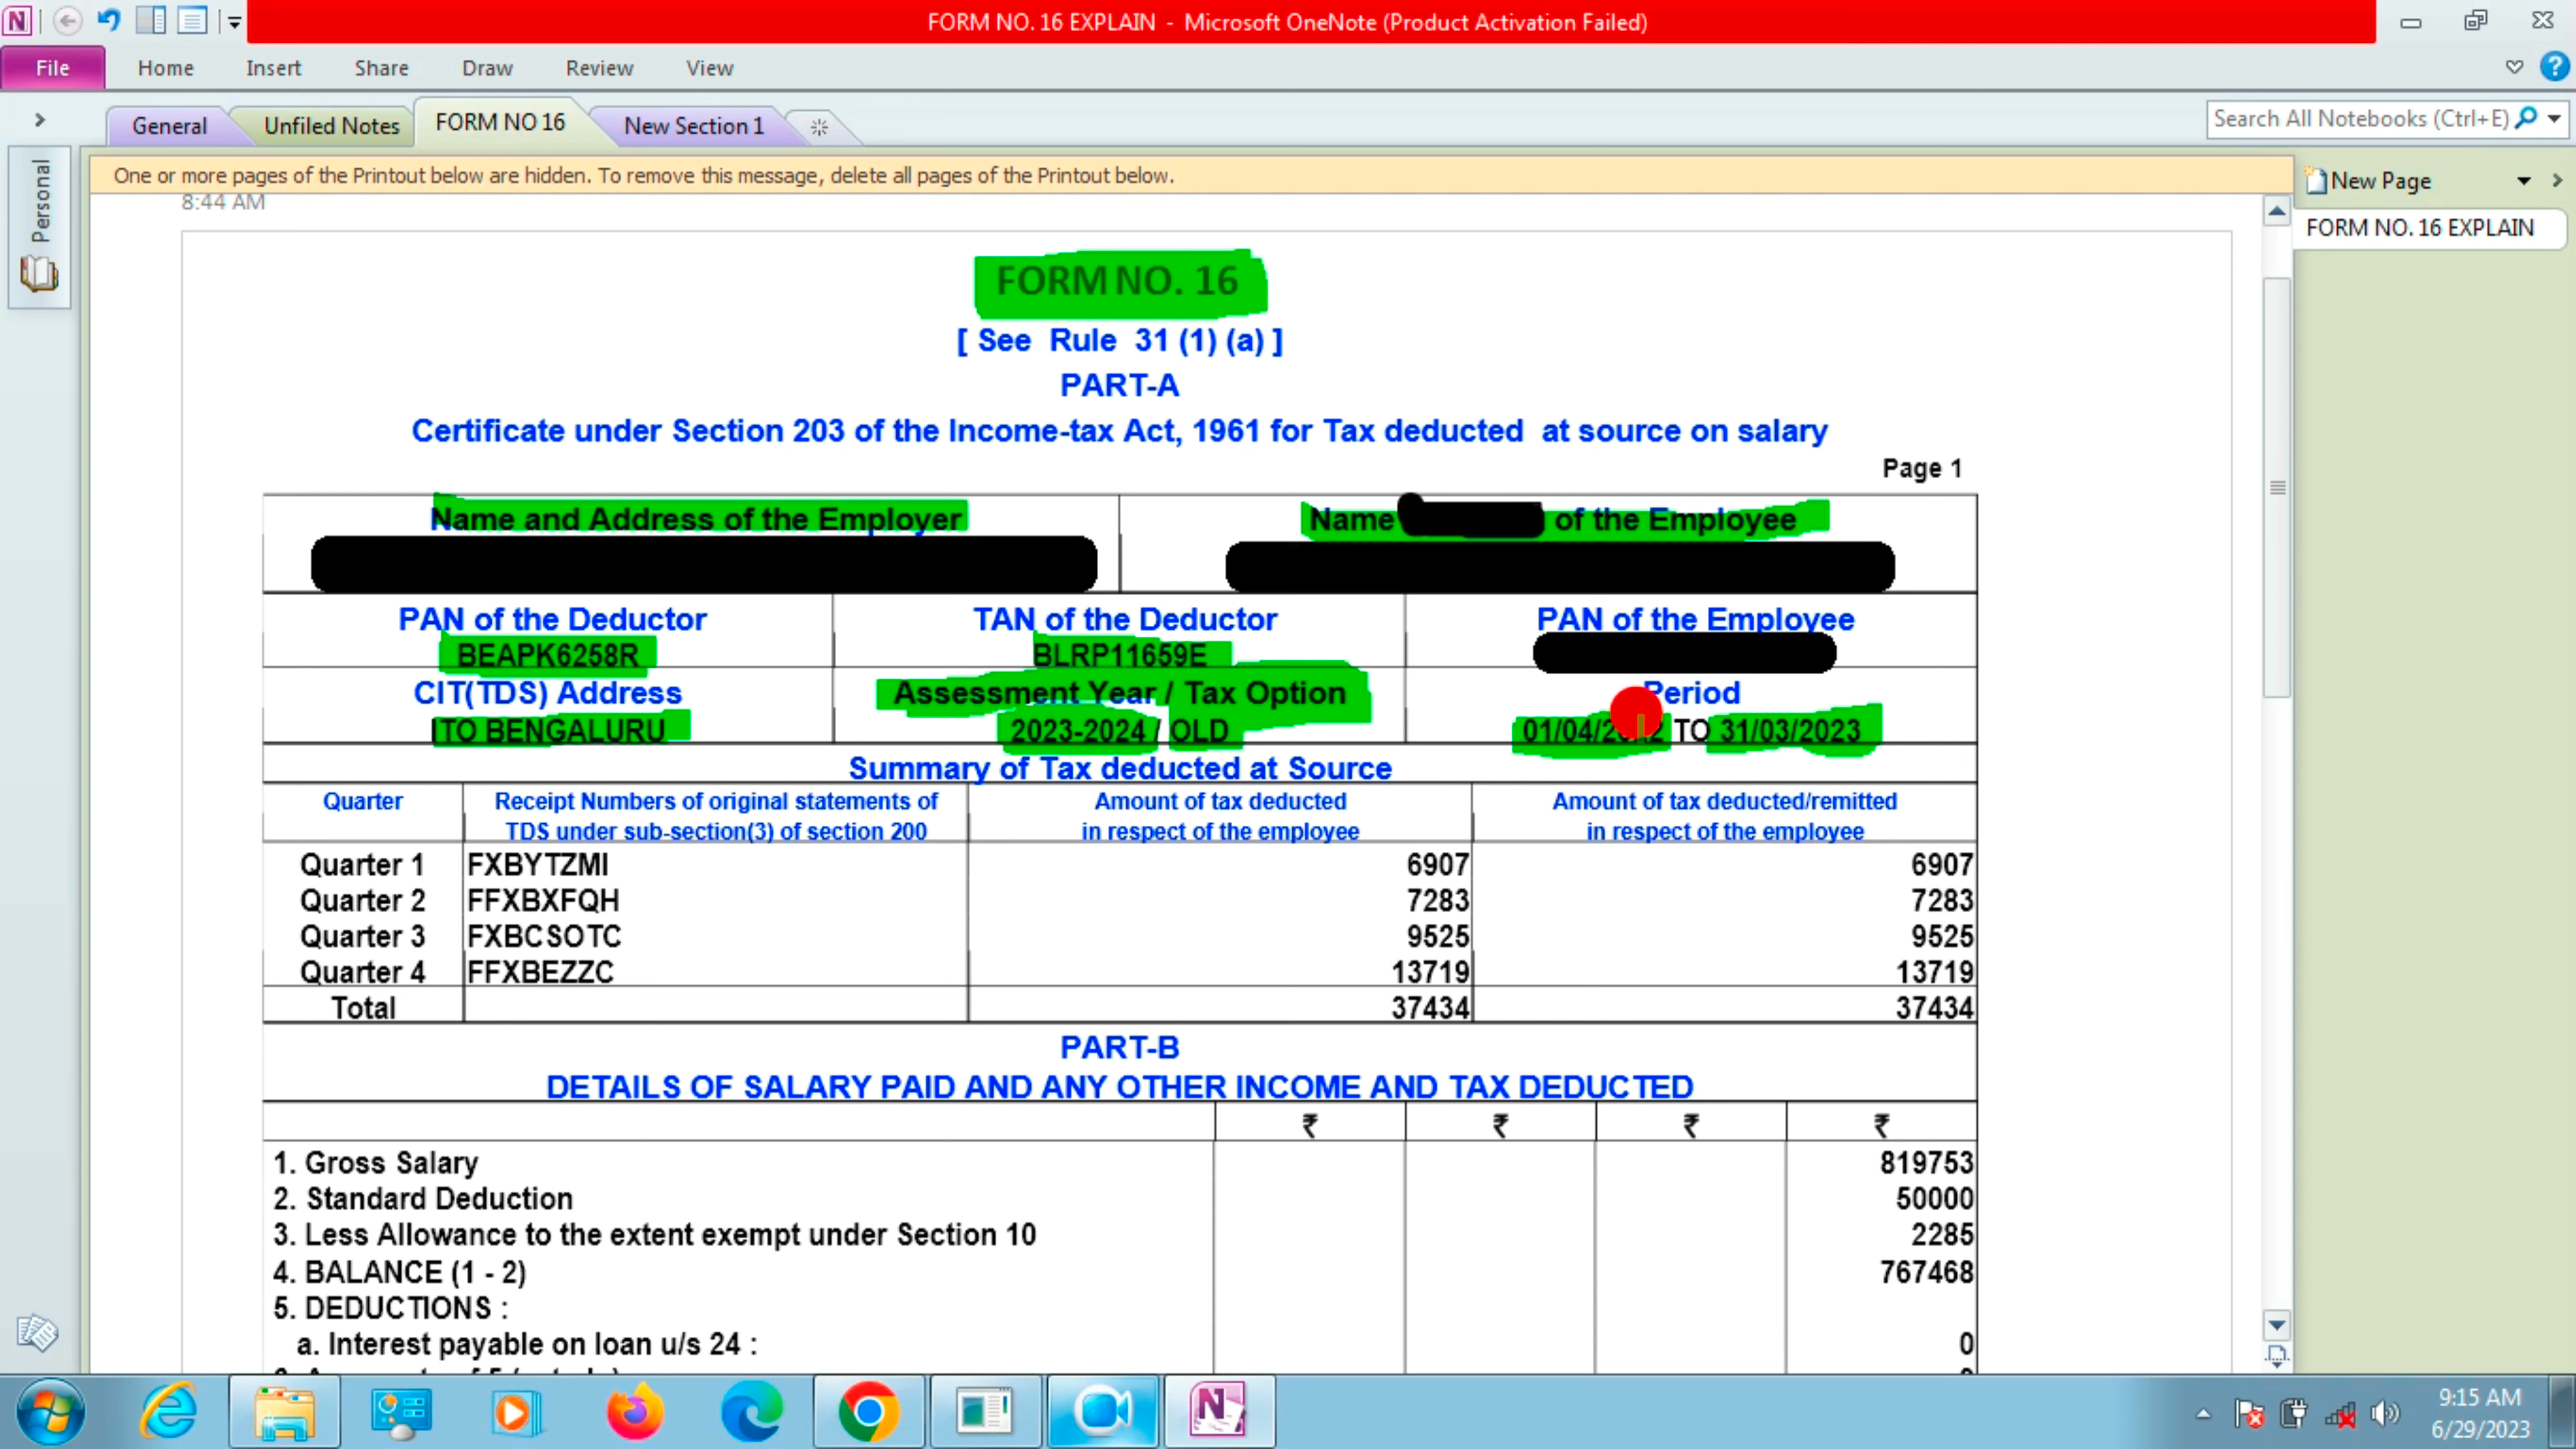 FORM NO. 16 EXPLAIN - Microsoft OneNote (Product Activation Failed)
File Home Insert Share Draw Review View
General Unfiled Notes FORM NO 16 New Section 1
Search All Notebooks (Ctrl+E)
Personal
One or more pages of the Printout below are hidden. To remove this message, delete all pages of the Printout below.
New Page
FORM NO. 16 EXPLAIN
8:44 AM
FORM NO. 16
[ See Rule 31 (1) (a) ]
PART-A
Certificate under Section 203 of the Income-tax Act, 1961 for Tax deducted at source on salary
Page 1
Name and Address of the Employer
Name of the Employee
PAN of the Deductor TAN of the Deductor PAN of the Employee
BEAPK6258R BLRP11659E
CIT(TDS) Address Assessment Year / Tax Option Period
ITO BENGALURU 2023-2024 / OLD TO 31/03/2023
Summary of Tax deducted at Source
Quarter Receipt Numbers of original statements of TDS under sub-section(3) of section 200 Amount of tax deducted in respect of the employee Amount of tax deducted/remitted in respect of the employee
Quarter 1 FXBYTZMI 6907 6907
Quarter 2 FFXBXFQH 7283 7283
Quarter 3 FXBCSOTC 9525 9525
Quarter 4 FFXBEZZC 13719 13719
Total 37434 37434
PART-B
DETAILS OF SALARY PAID AND ANY OTHER INCOME AND TAX DEDUCTED
₹ ₹ ₹ ₹
1. Gross Salary 819753
2. Standard Deduction 50000
3. Less Allowance to the extent exempt under Section 10 2285
4. BALANCE (1 - 2) 767468
5. DEDUCTIONS :
a. Interest payable on loan u/s 24 : 0
9:15 AM
6/29/2023